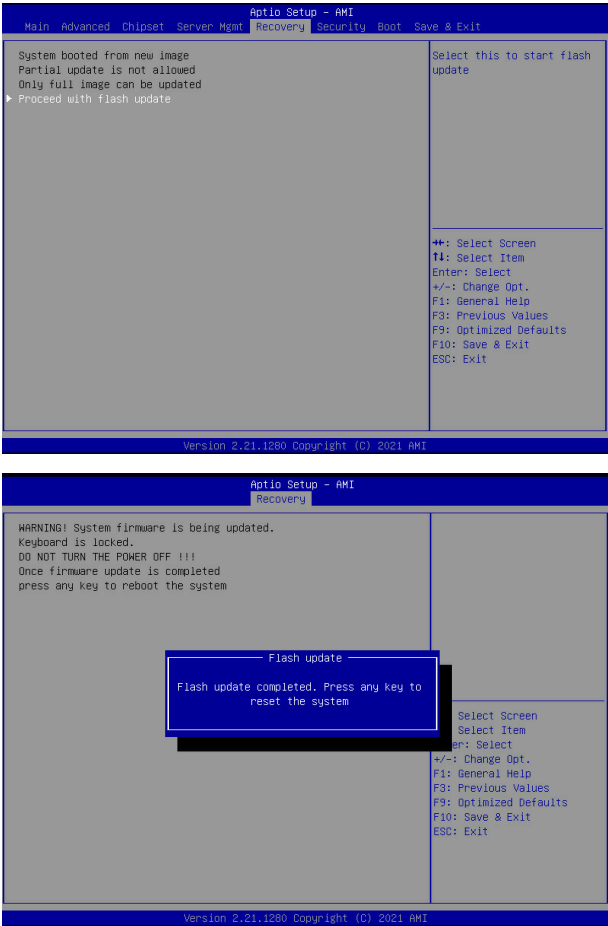 Aptio Setup – AMI
Main Advanced Chipset Server Mgmt Recovery Security Boot Save & Exit
System booted from new image
Partial update is not allowed
Only full image can be updated
Proceed with flash update
Select this to start flash
update
→←: Select Screen
↑↓: Select Item
Enter: Select
+/-: Change Opt.
F1: General Help
F3: Previous Values
F9: Optimized Defaults
F10: Save & Exit
ESC: Exit
Version 2.21.1280 Copyright (C) 2021 AMI
Aptio Setup – AMI
Recovery
WARNING! System firmware is being updated.
Keyboard is locked.
DO NOT TURN THE POWER OFF !!!
Once firmware update is completed
press any key to reboot the system
Flash update
Flash update completed. Press any key to
reset the system
Select Screen
Select Item
er: Select
+/-: Change Opt.
F1: General Help
F3: Previous Values
F9: Optimized Defaults
F10: Save & Exit
ESC: Exit
Version 2.21.1280 Copyright (C) 2021 AMI